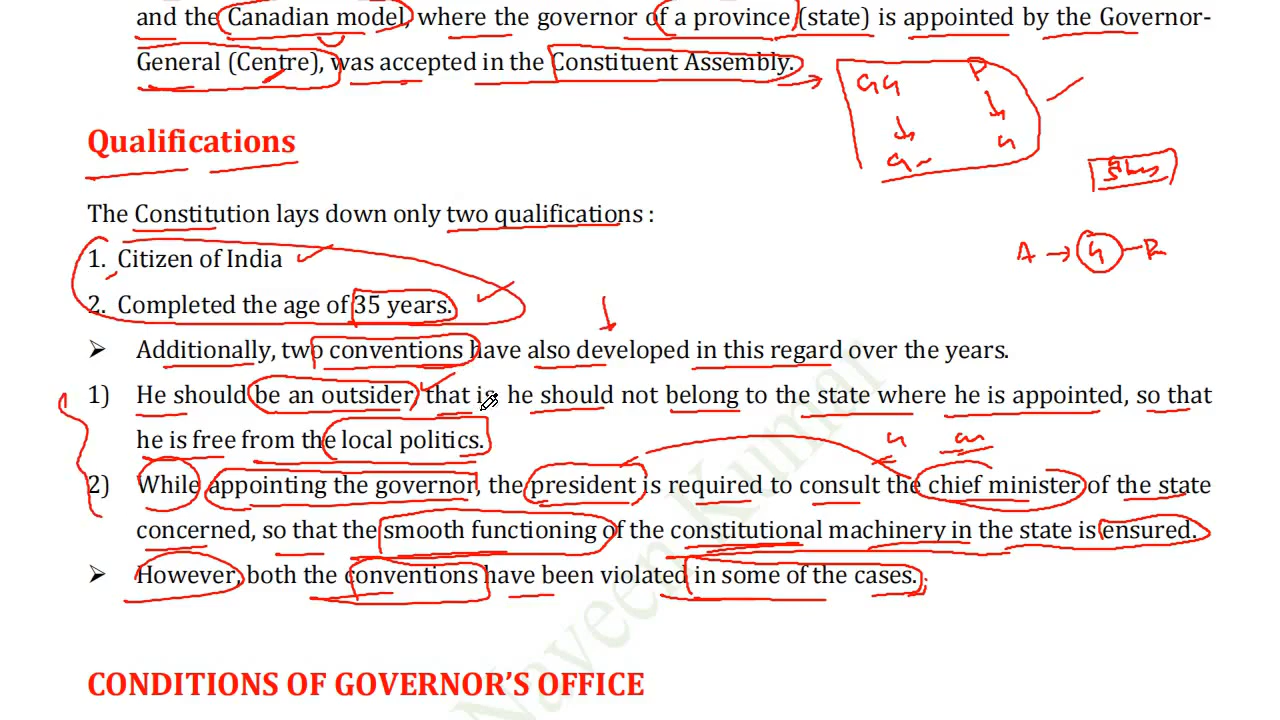 and the Canadian model, where the governor of a province (state) is appointed by the Governor-
General (Centre), was accepted in the Constituent Assembly.
GG P
G G
Qualifications
The Constitution lays down only two qualifications :
1. Citizen of India
A → G – R
2. Completed the age of 35 years.
➢ Additionally, two conventions have also developed in this regard over the years.
1) He should be an outsider, that is he should not belong to the state where he is appointed, so that
he is free from the local politics.
G CM
2) While appointing the governor, the president is required to consult the chief minister of the state
concerned, so that the smooth functioning of the constitutional machinery in the state is ensured.
➢ However, both the conventions have been violated in some of the cases.
Naveen Kumar
CONDITIONS OF GOVERNOR’S OFFICE